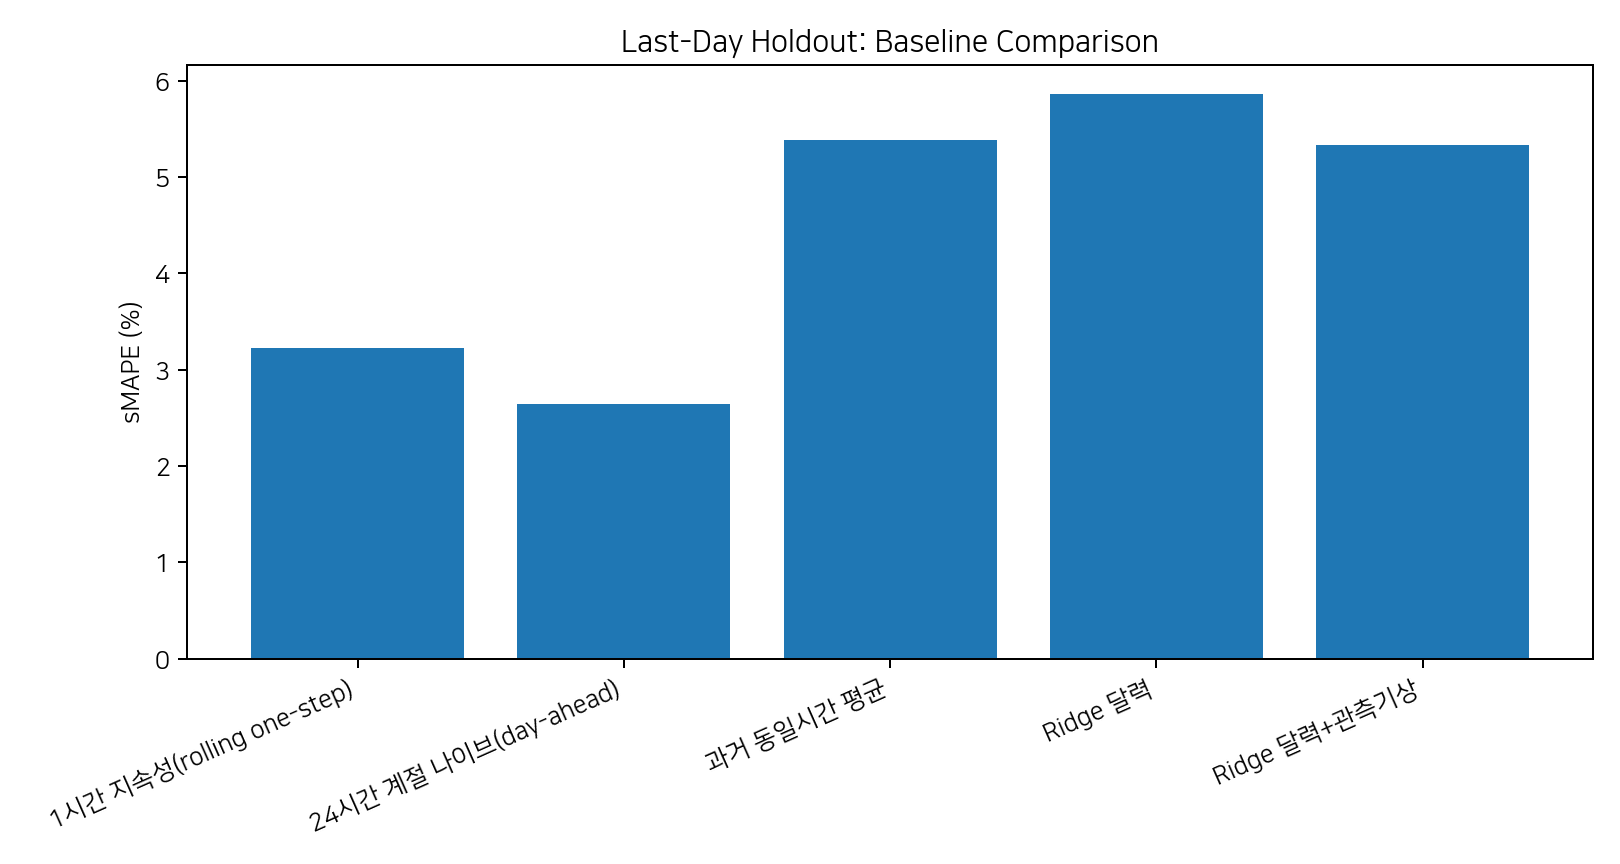 Last-Day Holdout: Baseline Comparison
sMAPE (%)
6
5
4
3
2
1
0
1시간 지속성(rolling one-step)
24시간 계절 나이브(day-ahead)
과거 동일시간 평균
Ridge 달력
Ridge 달력+관측기상